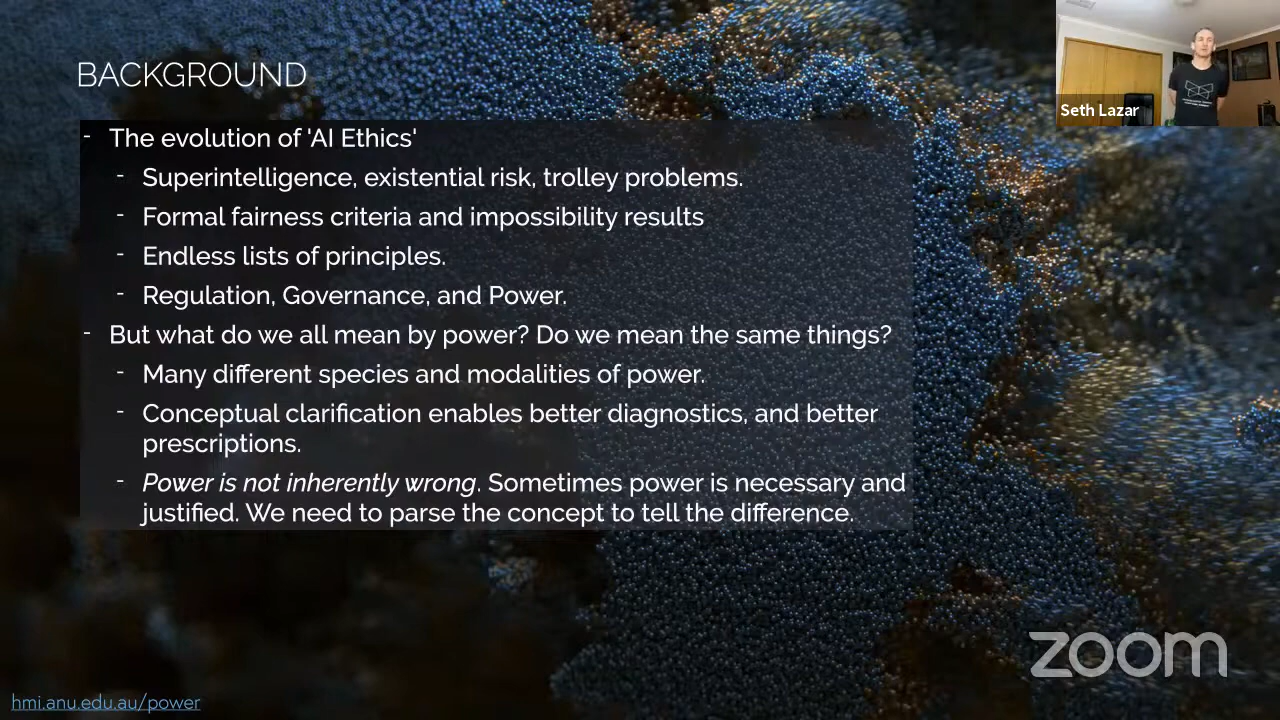 BACKGROUND
- The evolution of 'AI Ethics'
- Superintelligence, existential risk, trolley problems.
- Formal fairness criteria and impossibility results
- Endless lists of principles.
- Regulation, Governance, and Power.
- But what do we all mean by power? Do we mean the same things?
- Many different species and modalities of power.
- Conceptual clarification enables better diagnostics, and better
prescriptions.
- Power is not inherently wrong. Sometimes power is necessary and
justified. We need to parse the concept to tell the difference.
Seth Lazar
zoom
hmi.anu.edu.au/power